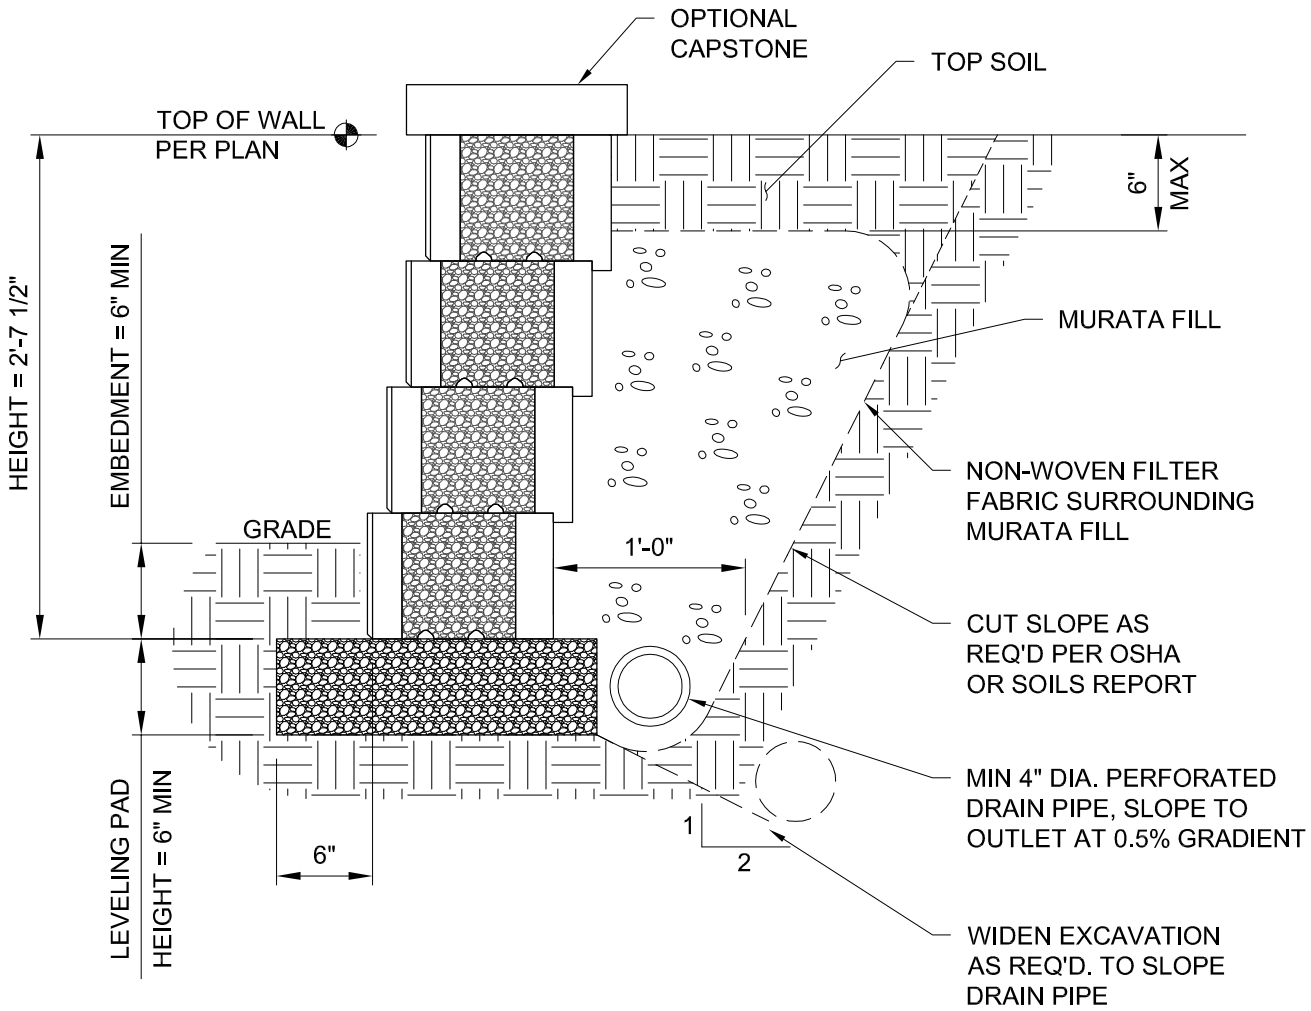 OPTIONAL
CAPSTONE
TOP SOIL
TOP OF WALL
PER PLAN
6"
MAX
HEIGHT = 2'-7 1/2"
EMBEDMENT = 6" MIN
MURATA FILL
NON-WOVEN FILTER
FABRIC SURROUNDING
MURATA FILL
GRADE
1'-0"
CUT SLOPE AS
REQ'D PER OSHA
OR SOILS REPORT
MIN 4" DIA. PERFORATED
DRAIN PIPE, SLOPE TO
OUTLET AT 0.5% GRADIENT
LEVELING PAD
HEIGHT = 6" MIN
6"
1
2
WIDEN EXCAVATION
AS REQ'D. TO SLOPE
DRAIN PIPE